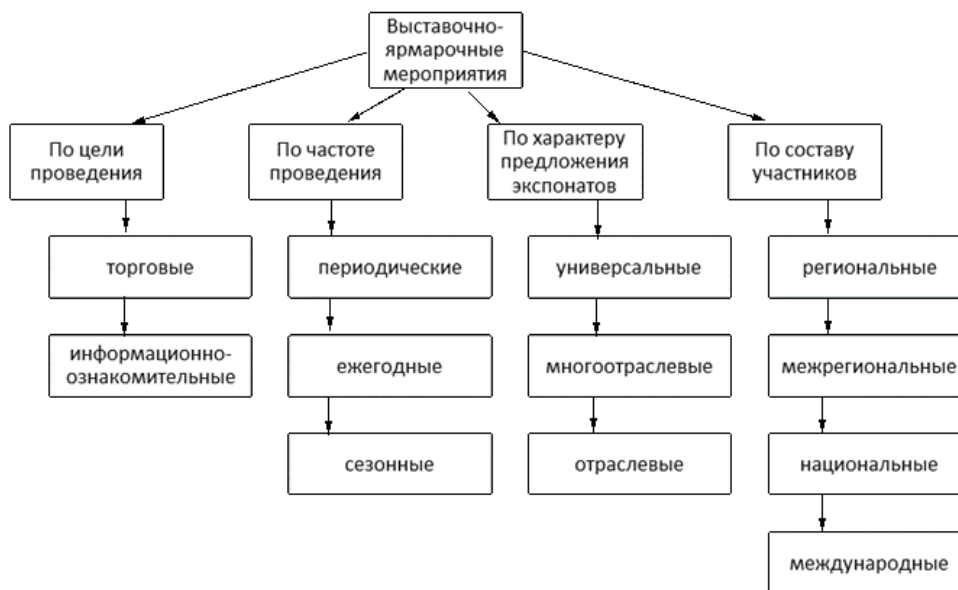 Выставочно-
ярмарочные
мероприятия
По цели
проведения
По частоте
проведения
По характеру
предложения
экспонатов
По составу
участников
торговые
периодические
универсальные
региональные
информационно-
ознакомительные
ежегодные
многоотраслевые
межрегиональные
сезонные
отраслевые
национальные
международные